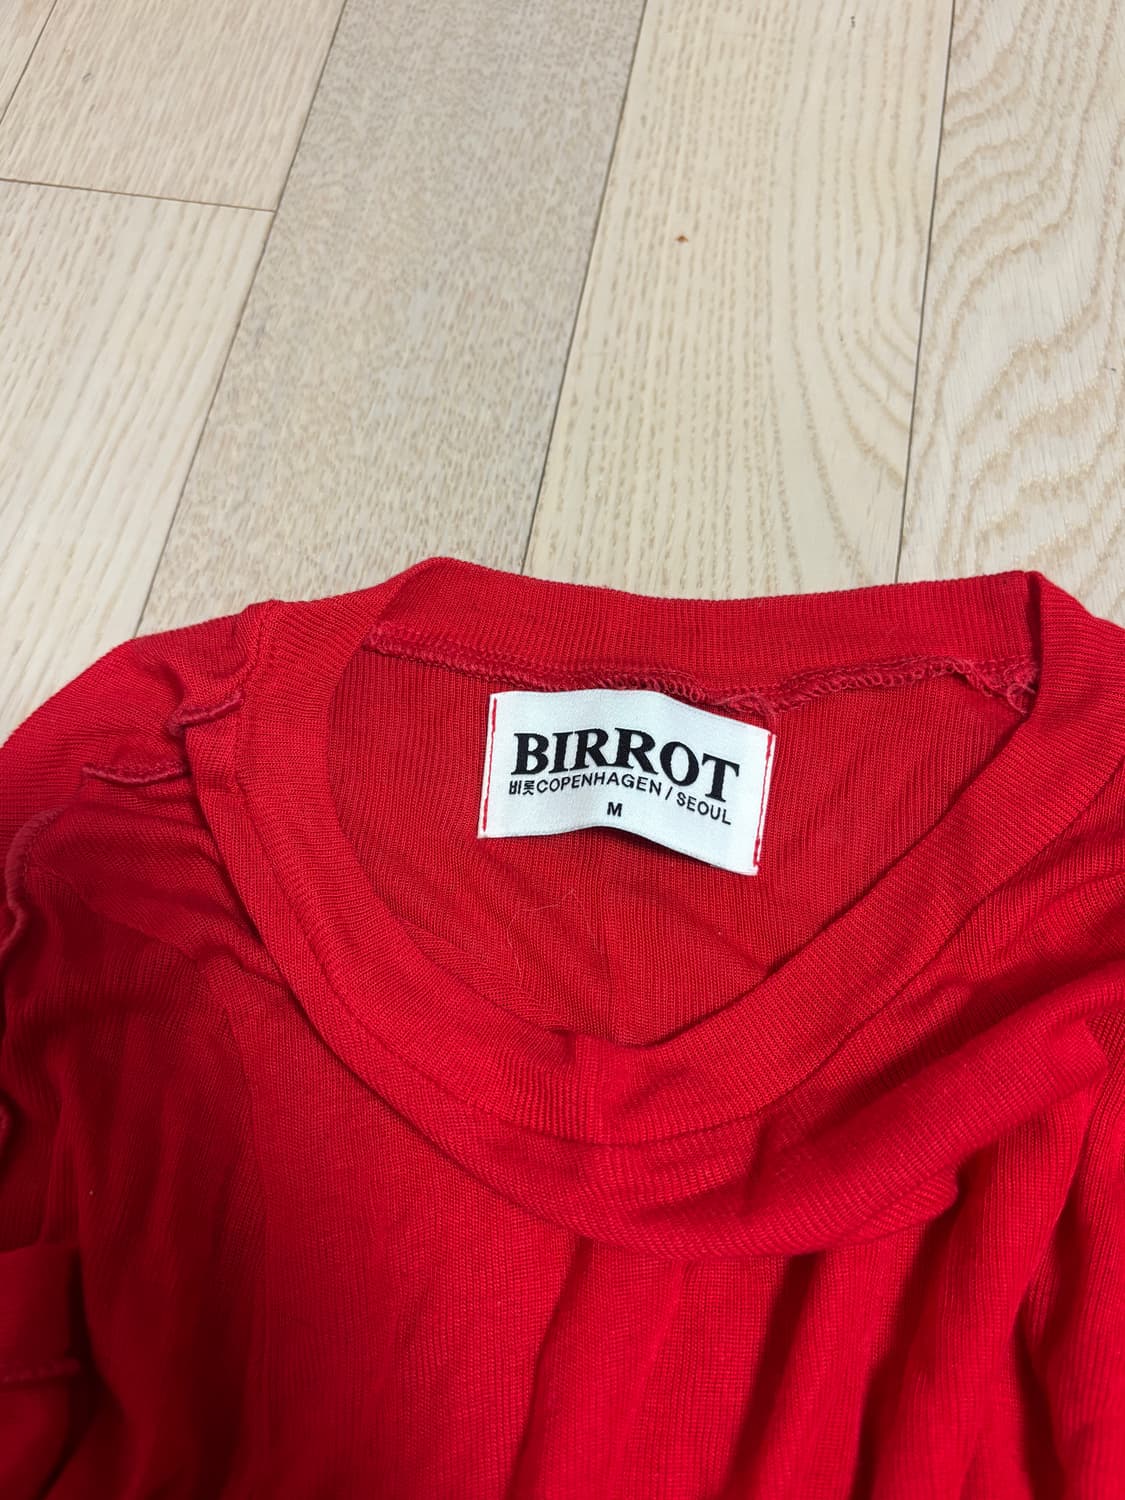 BIRROT
비롯COPENHAGEN / SEOUL
M